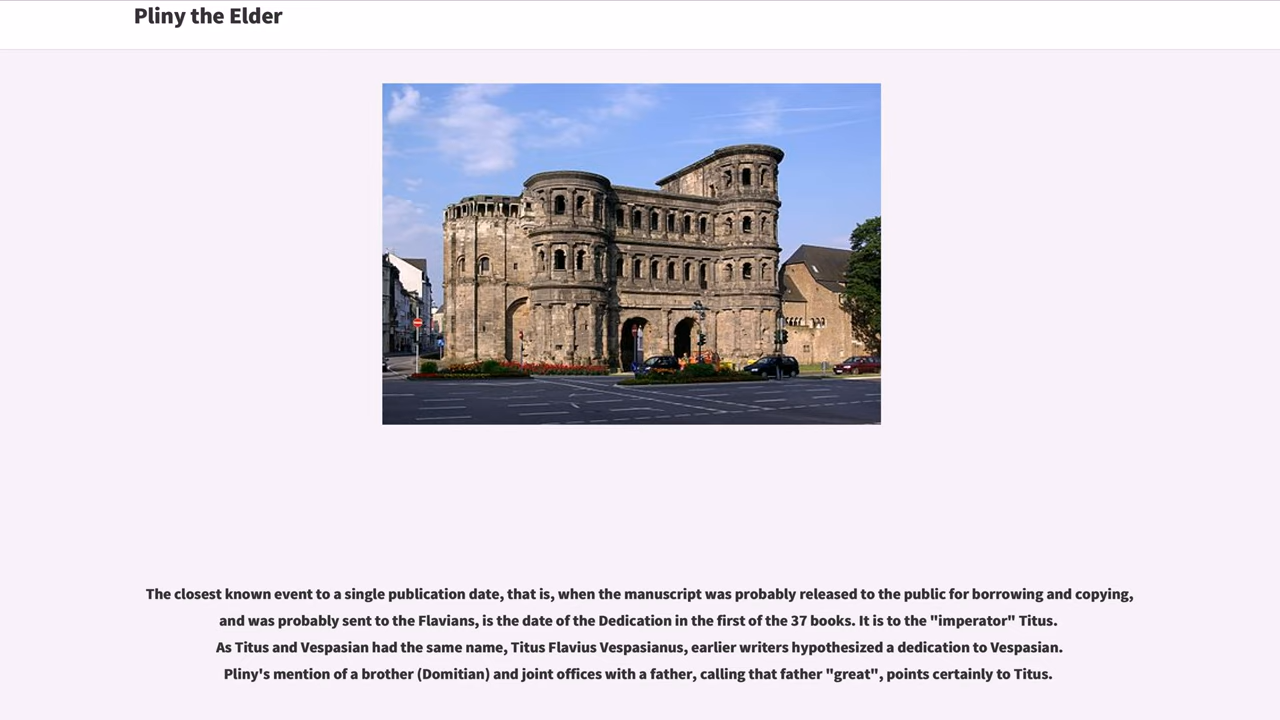 Pliny the Elder
The closest known event to a single publication date, that is, when the manuscript was probably released to the public for borrowing and copying,
and was probably sent to the Flavians, is the date of the Dedication in the first of the 37 books. It is to the "imperator" Titus.
As Titus and Vespasian had the same name, Titus Flavius Vespasianus, earlier writers hypothesized a dedication to Vespasian.
Pliny's mention of a brother (Domitian) and joint offices with a father, calling that father "great", points certainly to Titus.